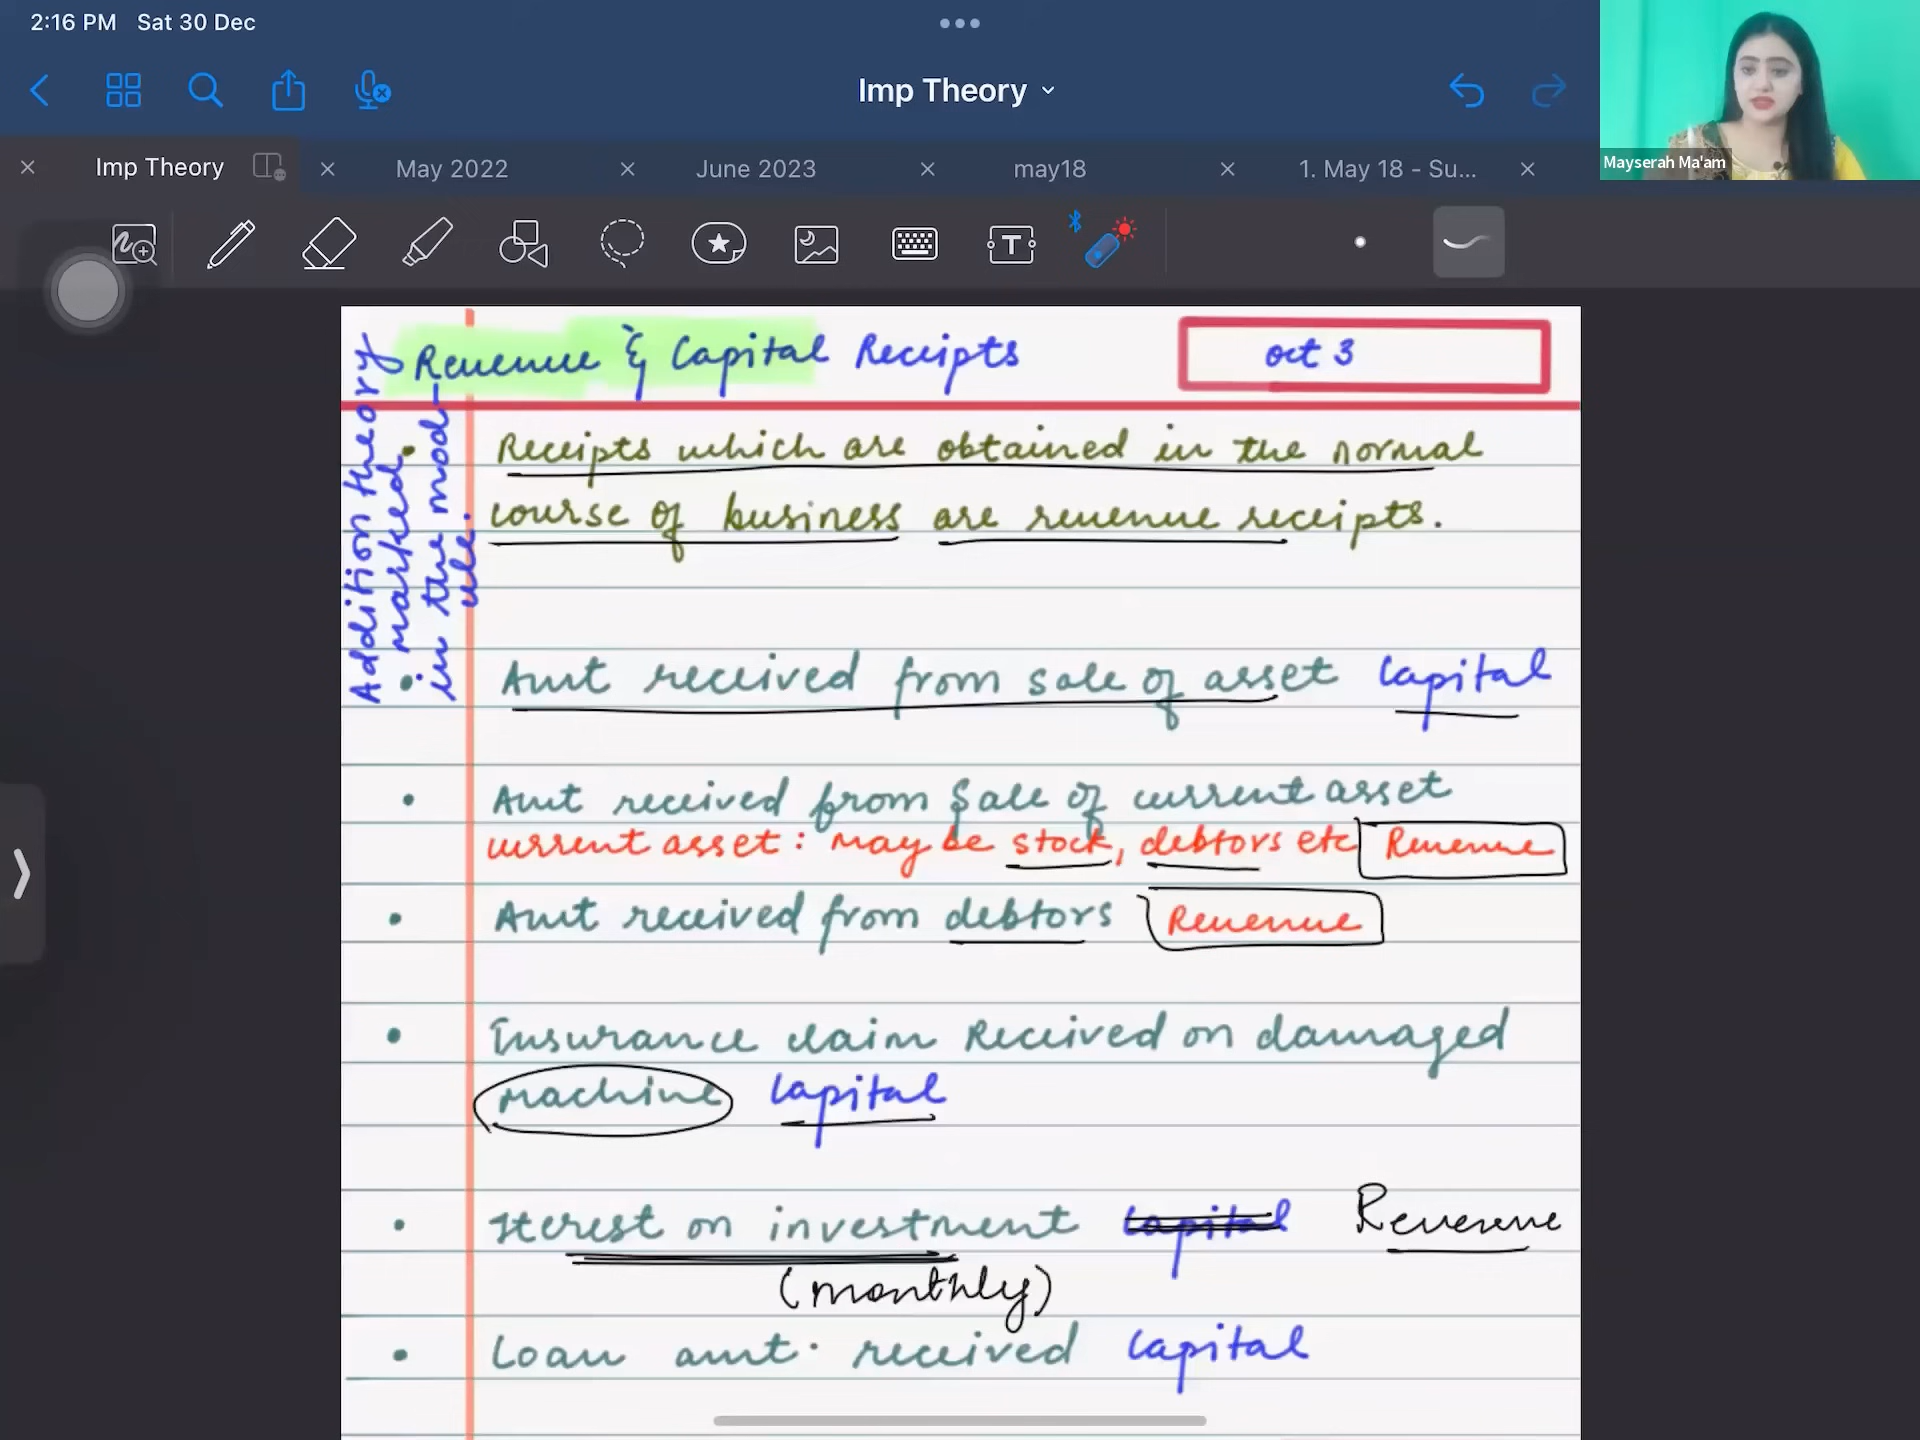 2:16 PM Sat 30 Dec
Imp Theory
Mayserah Ma'am
Imp Theory
May 2022
June 2023
may18
1. May 18 - Su...
T
Revenue & Capital Receipts
oct 3
Addition theory
marked
in the mod-
ule.
• Receipts which are obtained in the normal
course of business are revenue receipts.
• Amt received from sale of asset Capital
• Amt received from Sale of current asset
current asset: may be stock, debtors etc Revenue
• Amt received from debtors Revenue
• Insurance claim Received on damaged
machine Capital
• Iterest on investment Capital Revenue
(monthly)
• Loan amt. received Capital